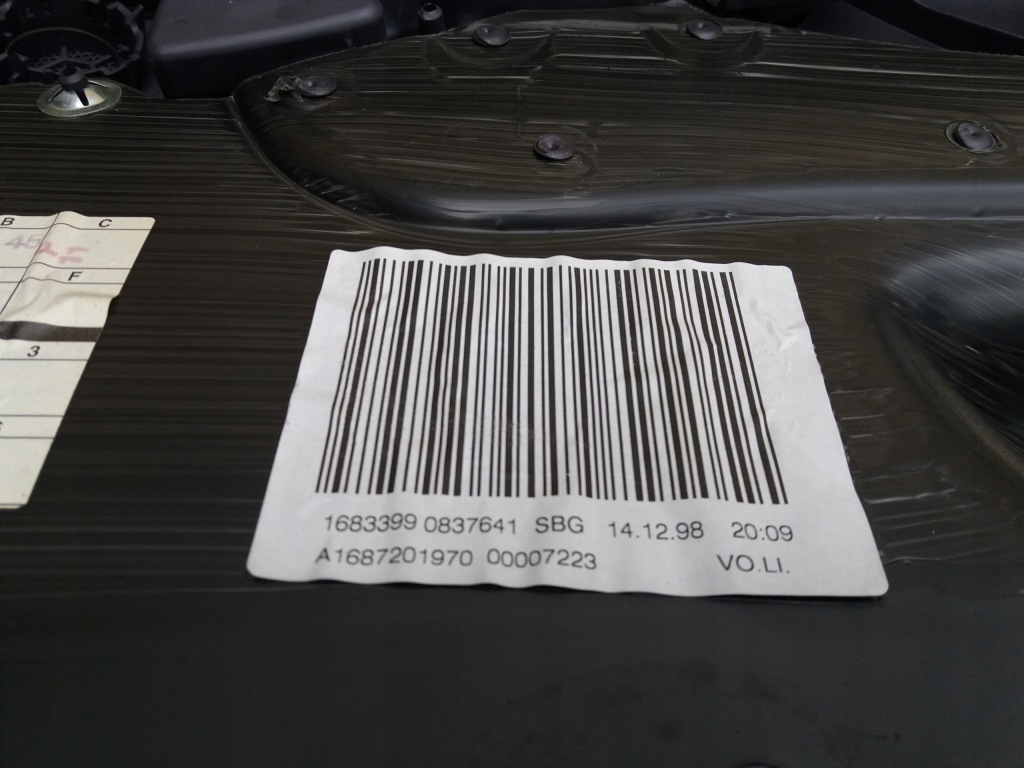 B C
F
3
1683399 0837641 SBG 14.12.98 20:09
A1687201970 00007223 VO.LI.